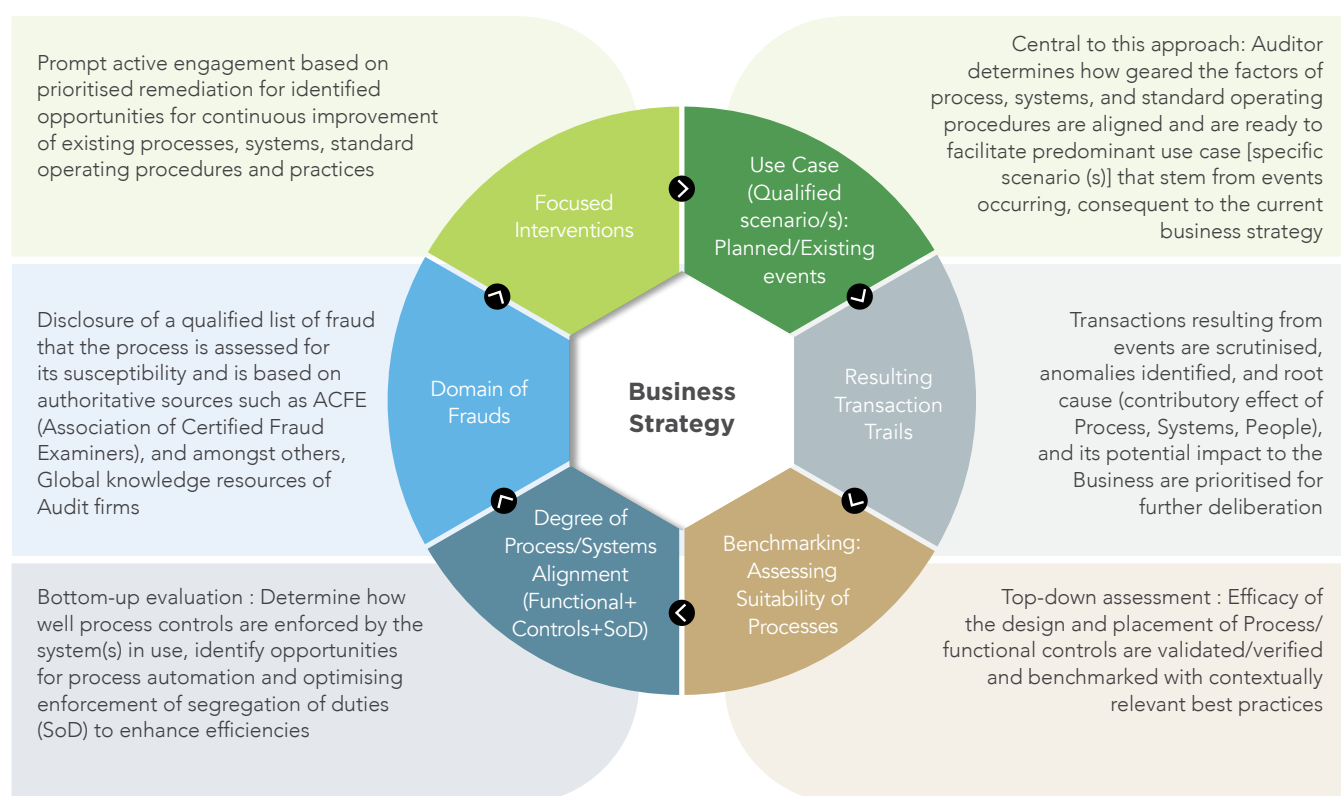 Prompt active engagement based on
prioritised remediation for identified
opportunities for continuous improvement
of existing processes, systems, standard
operating procedures and practices
Central to this approach: Auditor
determines how geared the factors of
process, systems, and standard operating
procedures are aligned and are ready to
facilitate predominant use case [specific
scenario (s)] that stem from events
occurring, consequent to the current
business strategy
Focused
Interventions
Use Case
(Qualified
scenario/s):
Planned/Existing
events
Disclosure of a qualified list of fraud
that the process is assessed for
its susceptibility and is based on
authoritative sources such as ACFE
(Association of Certified Fraud
Examiners), and amongst others,
Global knowledge resources of
Audit firms
Domain of
Frauds
Business
Strategy
Resulting
Transaction
Trails
Transactions resulting from
events are scrutinised,
anomalies identified, and root
cause (contributory effect of
Process, Systems, People),
and its potential impact to the
Business are prioritised for
further deliberation
Degree of
Process/Systems
Alignment
(Functional+
Controls+SoD)
Benchmarking:
Assessing
Suitability of
Processes
Bottom-up evaluation : Determine how
well process controls are enforced by the
system(s) in use, identify opportunities
for process automation and optimising
enforcement of segregation of duties
(SoD) to enhance efficiencies
Top-down assessment : Efficacy of
the design and placement of Process/
functional controls are validated/verified
and benchmarked with contextually
relevant best practices